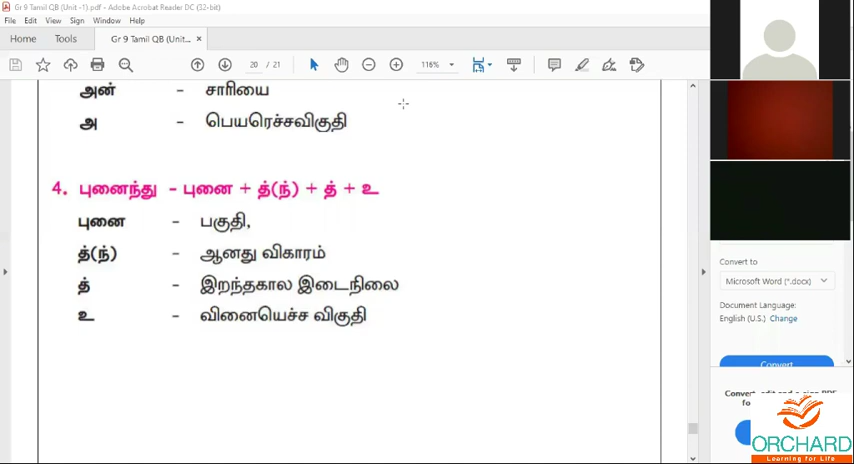 Gr 9 Tamil QB (Unit -1).pdf - Adobe Acrobat Reader DC (32-bit)
File Edit View Sign Window Help
Home Tools Gr 9 Tamil QB (Unit... ×
20 / 21 116%
அன் - சாரியை
அ - பெயரெச்சவிகுதி
4. புனைந்து - புனை + த்(ந்) + த் + உ
புனை - பகுதி,
த்(ந்) - ஆனது விகாரம்
த் - இறந்தகால இடைநிலை
உ - வினையெச்ச விகுதி
Convert to
Microsoft Word (*.docx)
Document Language:
English (U.S.) Change
Convert
ORCHARD
Learning for Life